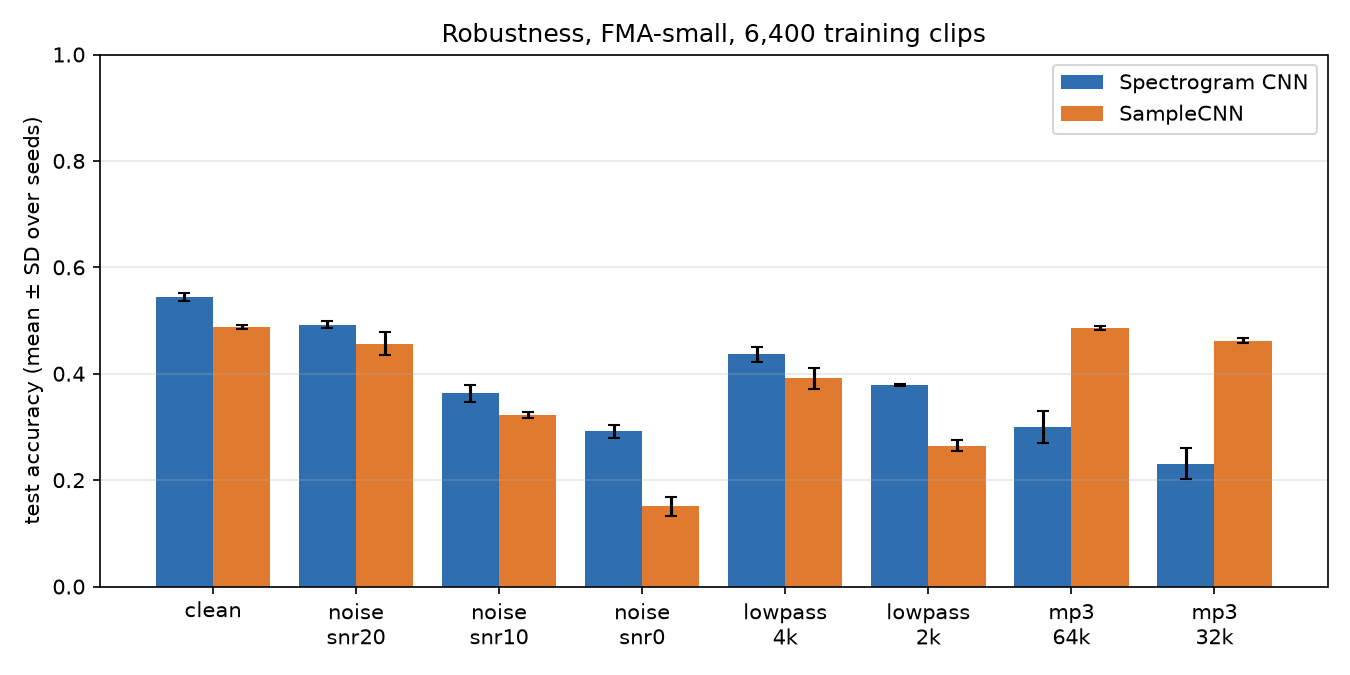 Robustness, FMA-small, 6,400 training clips
Spectrogram CNN
SampleCNN
test accuracy (mean ± SD over seeds)
1.0
0.8
0.6
0.4
0.2
0.0
clean
noise
snr20
noise
snr10
noise
snr0
lowpass
4k
lowpass
2k
mp3
64k
mp3
32k